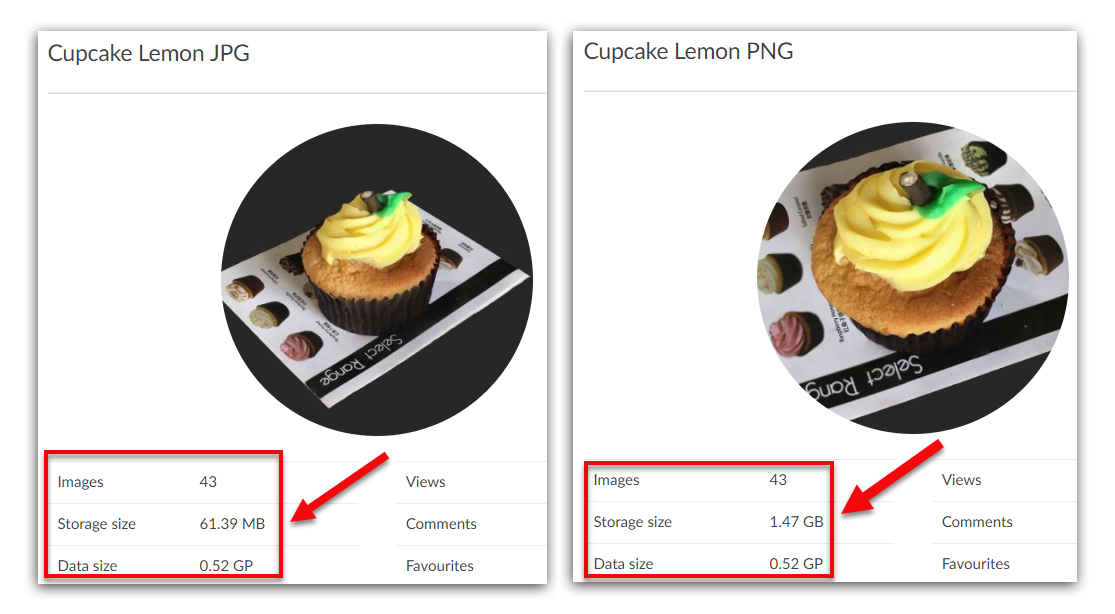 Cupcake Lemon JPG
Select Range
Images 43
Storage size 61.39 MB
Data size 0.52 GP
Views
Comments
Favourites
Cupcake Lemon PNG
Select Rang
Images 43
Storage size 1.47 GB
Data size 0.52 GP
Views
Comments
Favourites